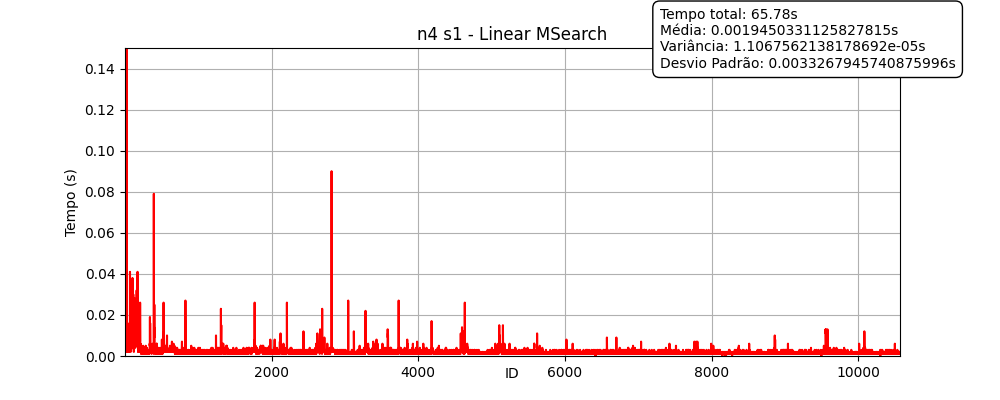 n4 s1 - Linear MSearch
Tempo total: 65.78s
Média: 0.0019450331125827815s
Variância: 1.1067562138178692e-05s
Desvio Padrão: 0.0033267945740875996s
0.14
0.12
0.10
0.08
0.06
0.04
0.02
0.00
Tempo (s)
2000
4000
6000
8000
10000
ID